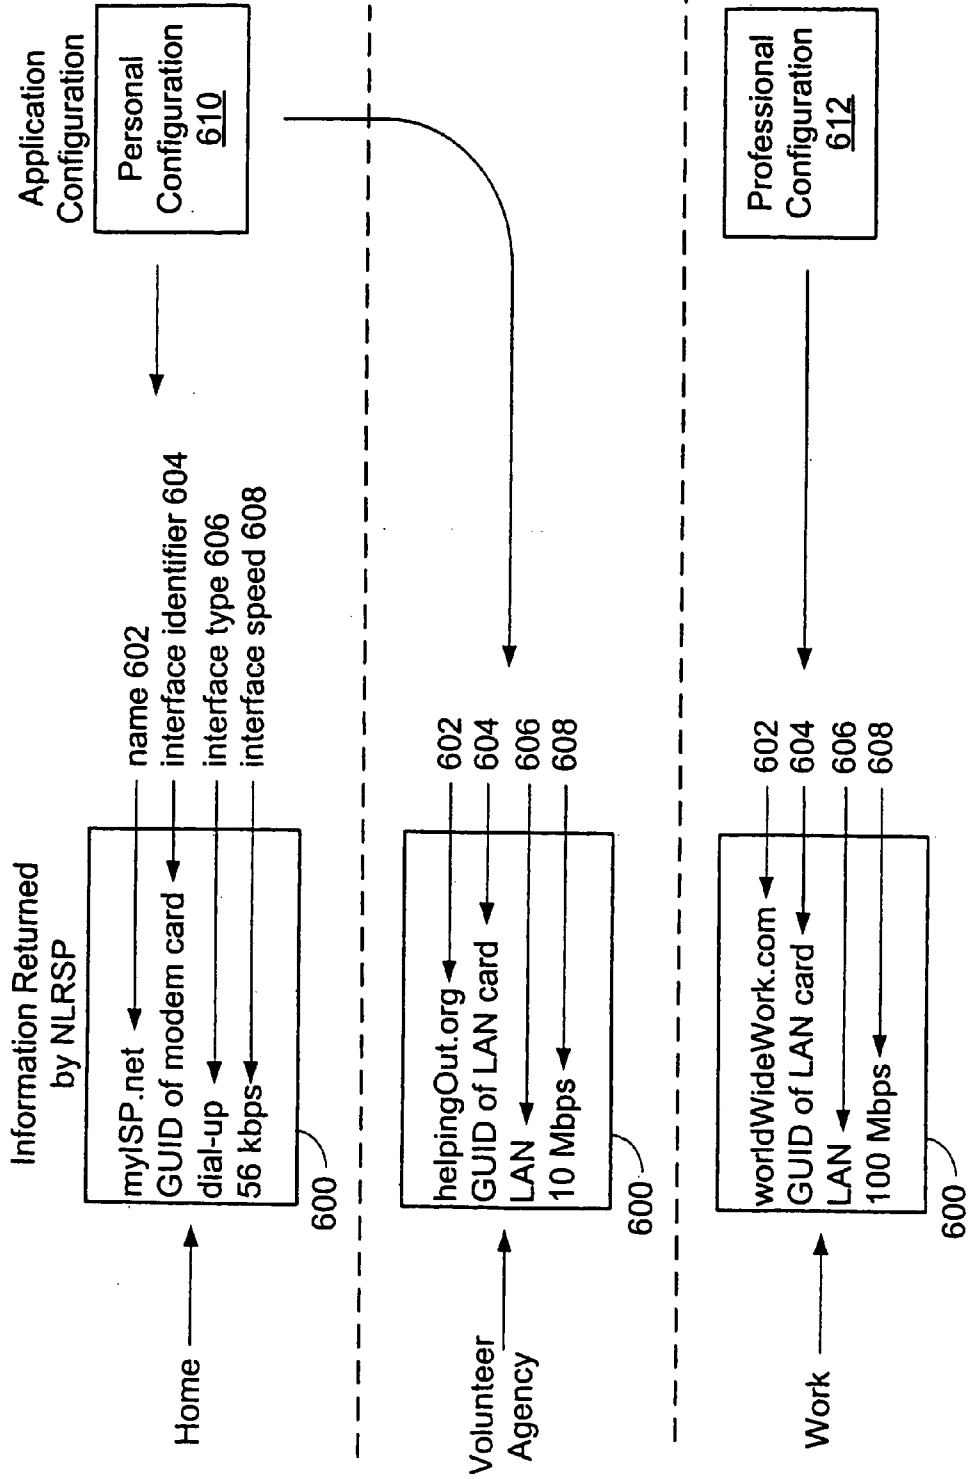 Information Returned
by NLRSP
Application
Configuration
Home
myISP.net
GUID of modem card
dial-up
56 kbps
600
name 602
interface identifier 604
interface type 606
interface speed 608
Personal
Configuration
610
Volunteer
Agency
helpingOut.org
GUID of LAN card
LAN
10 Mbps
600
602
604
606
608
Work
worldWideWork.com
GUID of LAN card
LAN
100 Mbps
600
602
604
606
608
Professional
Configuration
612